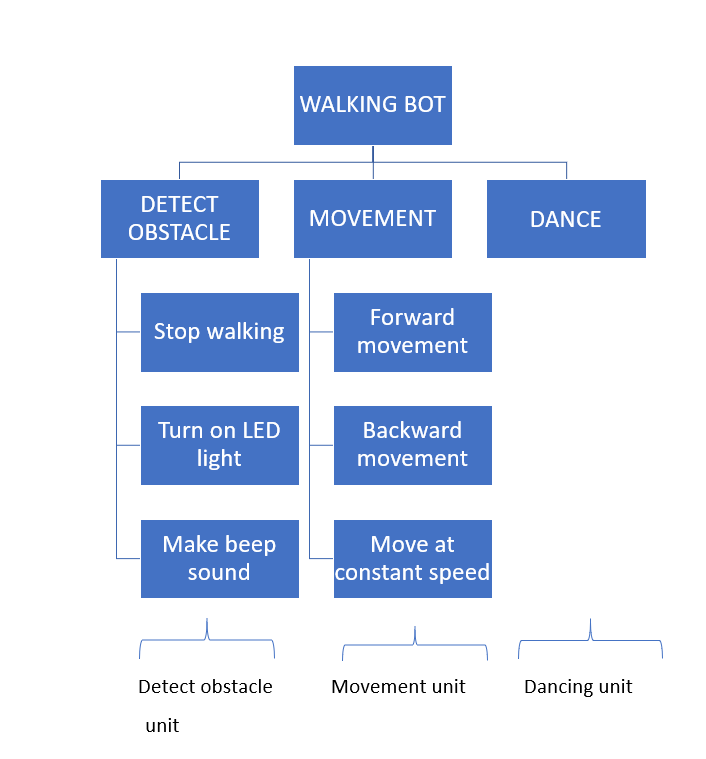 WALKING BOT
DETECT
OBSTACLE
MOVEMENT
DANCE
Stop walking
Turn on LED
light
Make beep
sound
Forward
movement
Backward
movement
Move at
constant speed
Detect obstacle
unit
Movement unit
Dancing unit